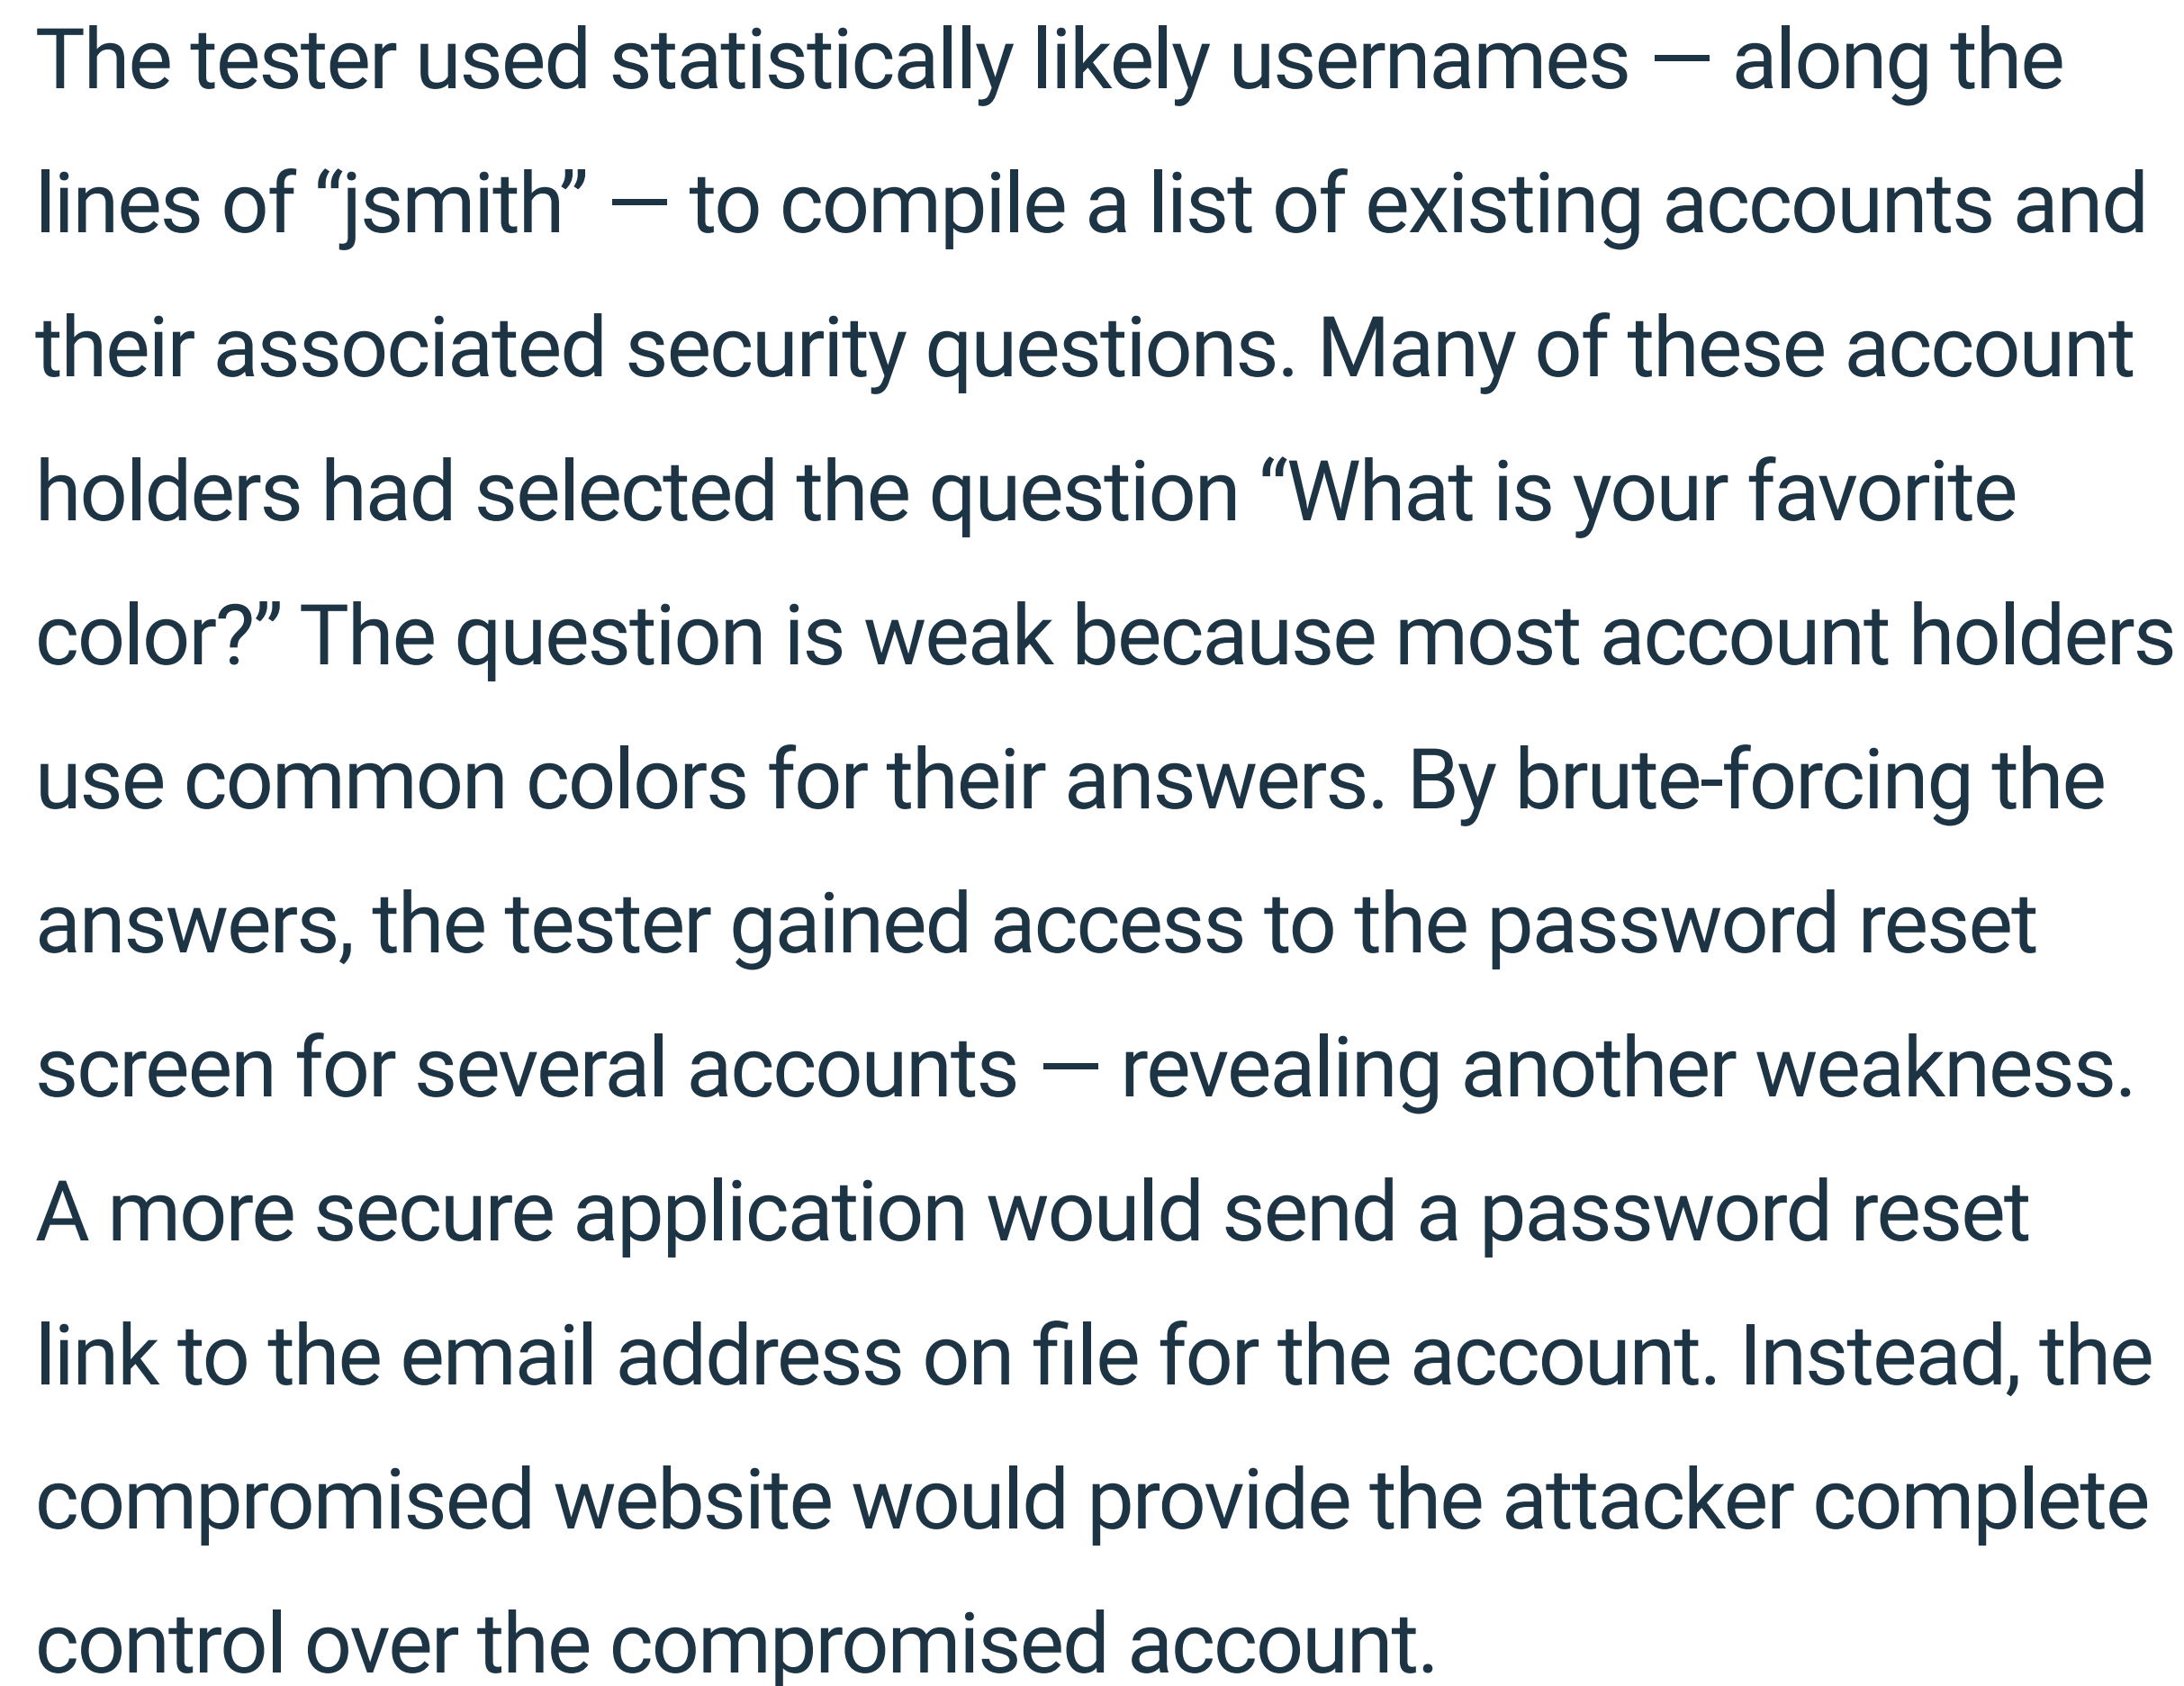 The tester used statistically likely usernames — along the
lines of “jsmith” — to compile a list of existing accounts and
their associated security questions. Many of these account
holders had selected the question “What is your favorite
color?” The question is weak because most account holders
use common colors for their answers. By brute-forcing the
answers, the tester gained access to the password reset
screen for several accounts — revealing another weakness.
A more secure application would send a password reset
link to the email address on file for the account. Instead, the
compromised website would provide the attacker complete
control over the compromised account.